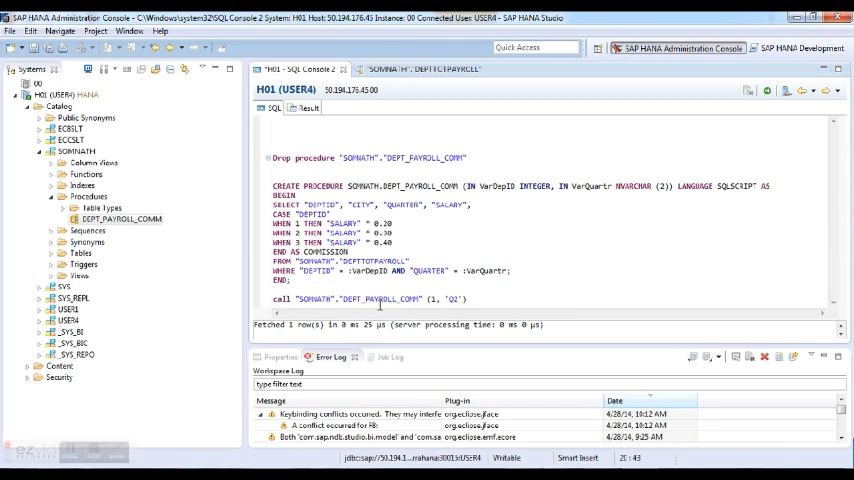 SAP HANA Administration Console - C:\Windows\system32\SQL Console 2 System: H01 Host: 50.194.176.45 Instance: 00 Connected User: USER4 - SAP HANA Studio
File Edit Navigate Project Window Help
Quick Access
SAP HANA Administration Console
SAP HANA Development
Systems
*H01 - SQL Console 2
"SOMNATH".DEPTTOTPAYROLL"
00
H01 (USER4) HANA
Catalog
Public Synonyms
EC8SLT
ECCSLT
SOMNATH
Column Views
Functions
Indexes
Procedures
Table Types
DEPT_PAYROLL_COMM
Sequences
Synonyms
Tables
Triggers
Views
SYS
SYS_REPL
USER1
USER4
_SYS_BI
_SYS_BIC
_SYS_REPO
Content
Security
H01 (USER4) 50.194.176.45 00
SQL Result
Drop procedure "SOMNATH"."DEPT_PAYROLL_COMM"
CREATE PROCEDURE SOMNATH.DEPT_PAYROLL_COMM (IN VarDepID INTEGER, IN VarQuartr NVARCHAR (2)) LANGUAGE SQLSCRIPT AS
BEGIN
SELECT "DEPTID", "CITY", "QUARTER", "SALARY",
CASE "DEPTID"
WHEN 1 THEN "SALARY" * 0.20
WHEN 2 THEN "SALARY" * 0.30
WHEN 3 THEN "SALARY" * 0.40
END AS COMMISSION
FROM "SOMNATH"."DEPTTOTPAYROLL"
WHERE "DEPTID" = :VarDepID AND "QUARTER" = :VarQuartr;
END;
call "SOMNATH"."DEPT_PAYROLL_COMM" (1, 'Q2')
Fetched 1 row(s) in 0 ms 25 µs (server processing time: 0 ms 0 µs)
Properties Error Log Job Log
Workspace Log
type filter text
Message Plug-in Date
Keybinding conflicts occurred. They may interfe org.eclipse.jface 4/28/14, 10:12 AM
A conflict occurred for F8: org.eclipse.jface 4/28/14, 10:12 AM
Both 'com.sap.ndb.studio.bi.model' and 'com.sa org.eclipse.emf.ecore 4/28/14, 9:25 AM
jdbc:sap://50.194.1...rrahana:30015:USER4 Writable Smart Insert 20 : 43